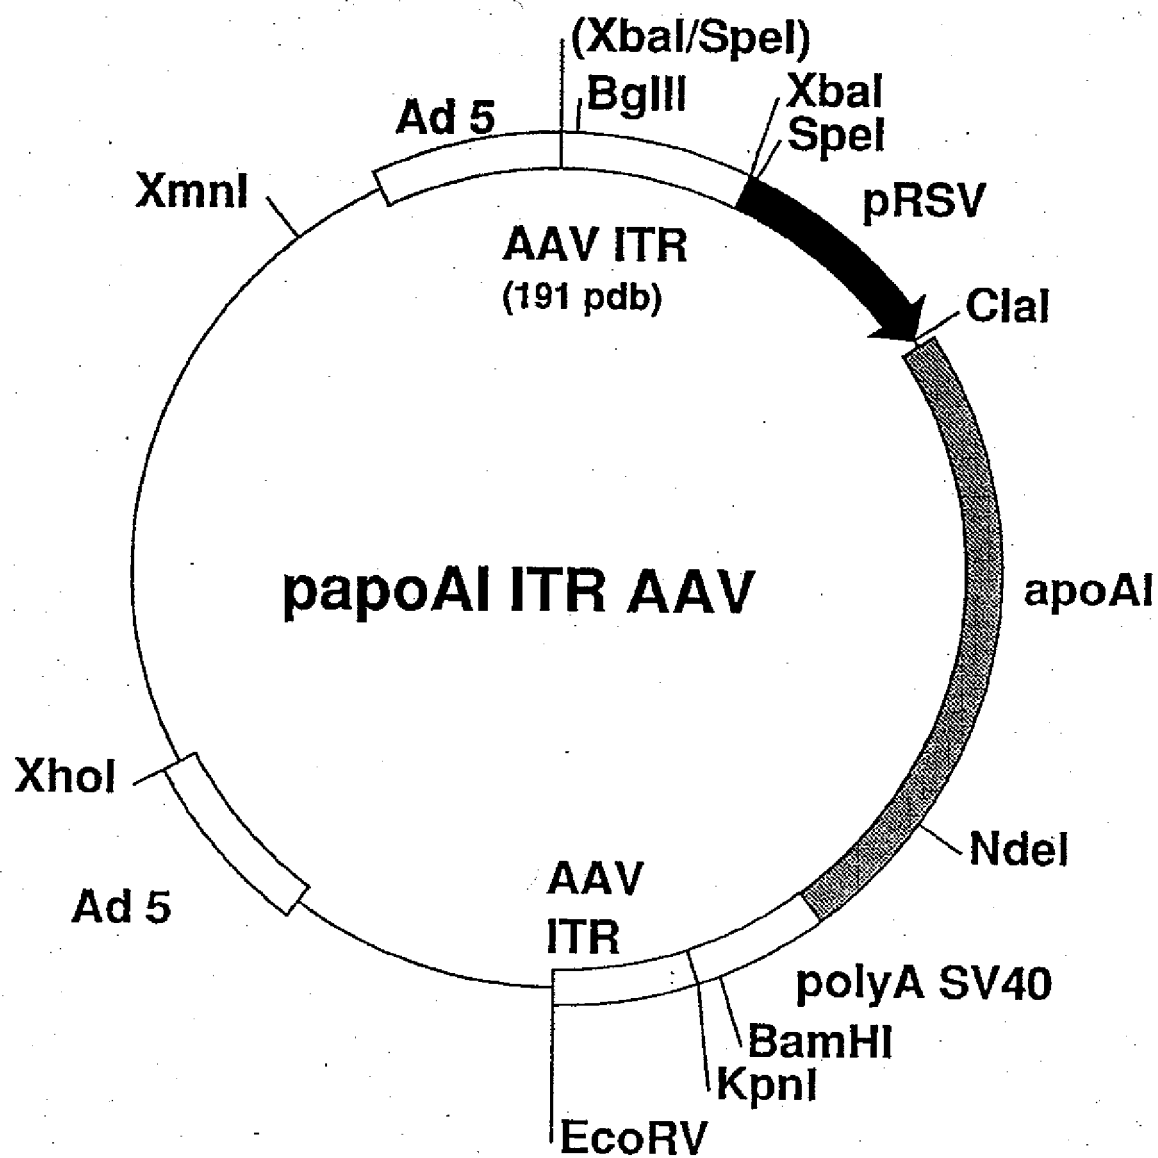 (XbaI/SpeI)
BglII
XbaI
Ad 5
SpeI
XmnI
pRSV
AAV ITR
(191 pdb)
ClaI
papoAI ITR AAV
apoAI
XhoI
NdeI
AAV
ITR
Ad 5
polyA SV40
BamHI
KpnI
EcoRV